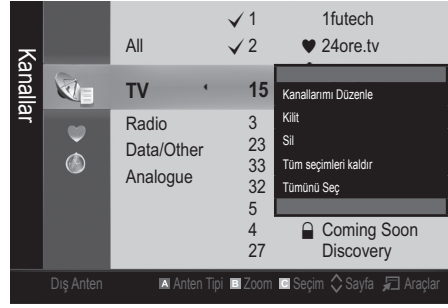 Kanallar
✓ 1 1futech
All ✓ 2 ♥ 24ore.tv
TV 15
Radio 3
Data/Other 23
Analogue 33
32
5
4 Coming Soon
27 Discovery
Kanallarımı Düzenle
Kilit
Sil
Tüm seçimleri kaldır
Tümünü Seç
Dış Anten A Anten Tipi B Zoom C Seçim Sayfa Araçlar